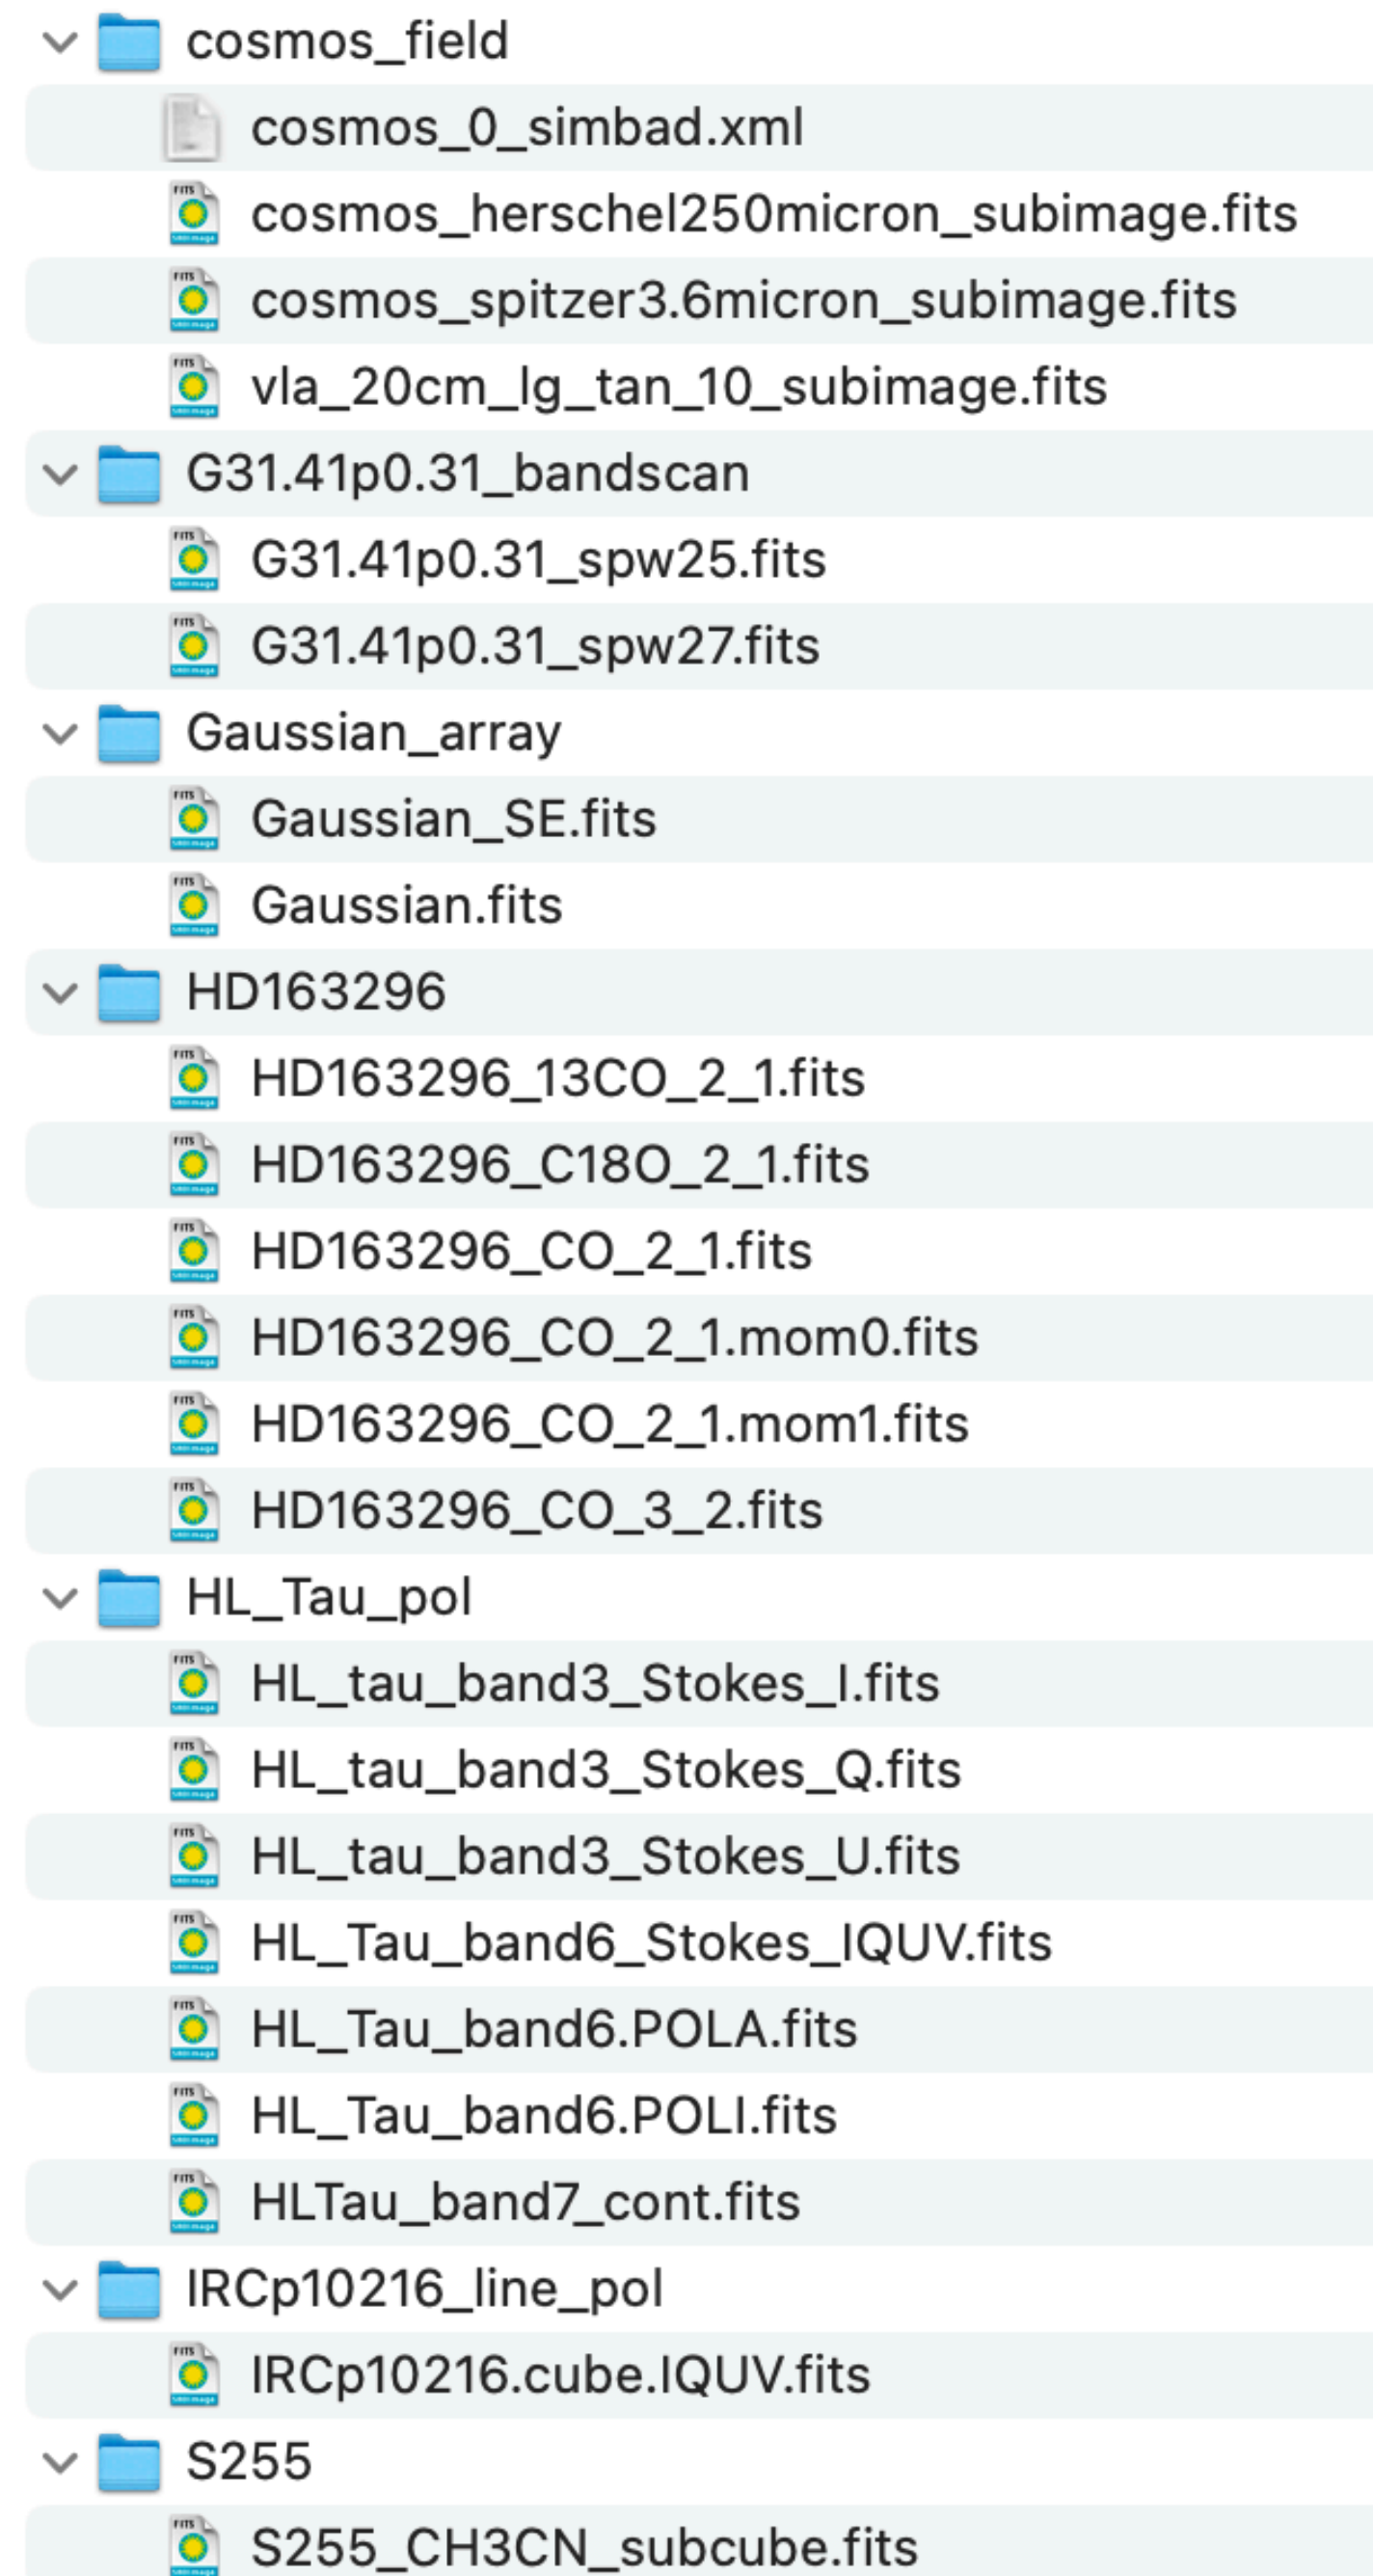 cosmos_field
cosmos_0_simbad.xml
cosmos_herschel250micron_subimage.fits
cosmos_spitzer3.6micron_subimage.fits
vla_20cm_lg_tan_10_subimage.fits
G31.41p0.31_bandscan
G31.41p0.31_spw25.fits
G31.41p0.31_spw27.fits
Gaussian_array
Gaussian_SE.fits
Gaussian.fits
HD163296
HD163296_13CO_2_1.fits
HD163296_C18O_2_1.fits
HD163296_CO_2_1.fits
HD163296_CO_2_1.mom0.fits
HD163296_CO_2_1.mom1.fits
HD163296_CO_3_2.fits
HL_Tau_pol
HL_tau_band3_Stokes_I.fits
HL_tau_band3_Stokes_Q.fits
HL_tau_band3_Stokes_U.fits
HL_Tau_band6_Stokes_IQUV.fits
HL_Tau_band6.POLA.fits
HL_Tau_band6.POLI.fits
HLTau_band7_cont.fits
IRCp10216_line_pol
IRCp10216.cube.IQUV.fits
S255
S255_CH3CN_subcube.fits